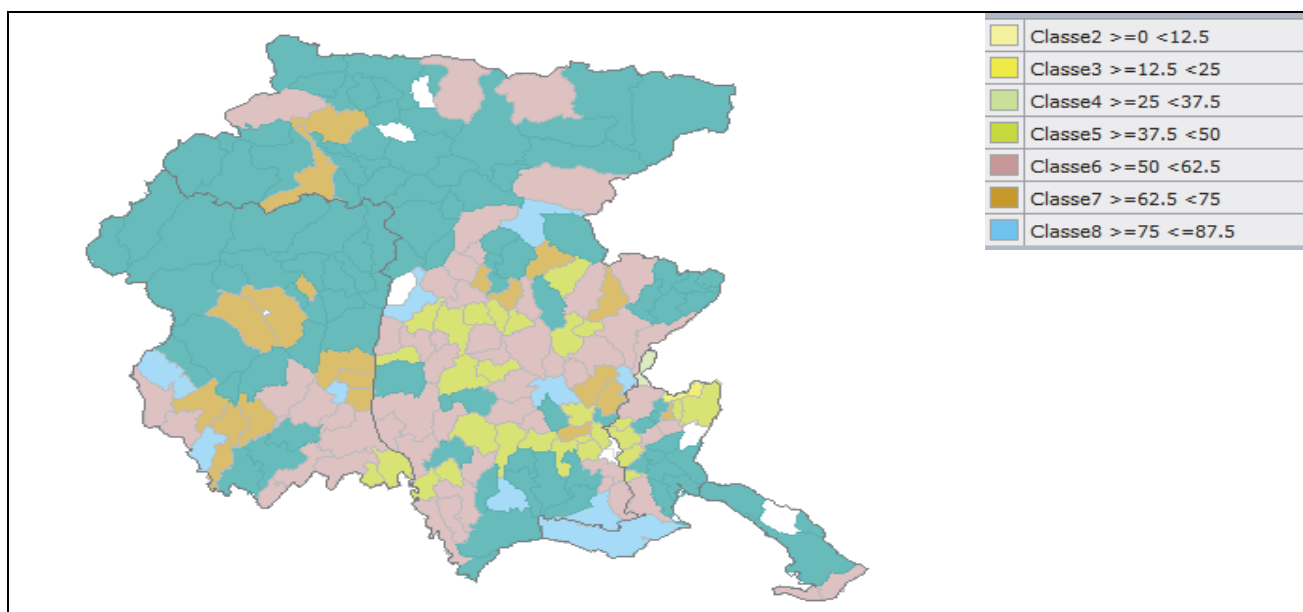 Classe2 >=0 <12.5
Classe3 >=12.5 <25
Classe4 >=25 <37.5
Classe5 >=37.5 <50
Classe6 >=50 <62.5
Classe7 >=62.5 <75
Classe8 >=75 <=87.5